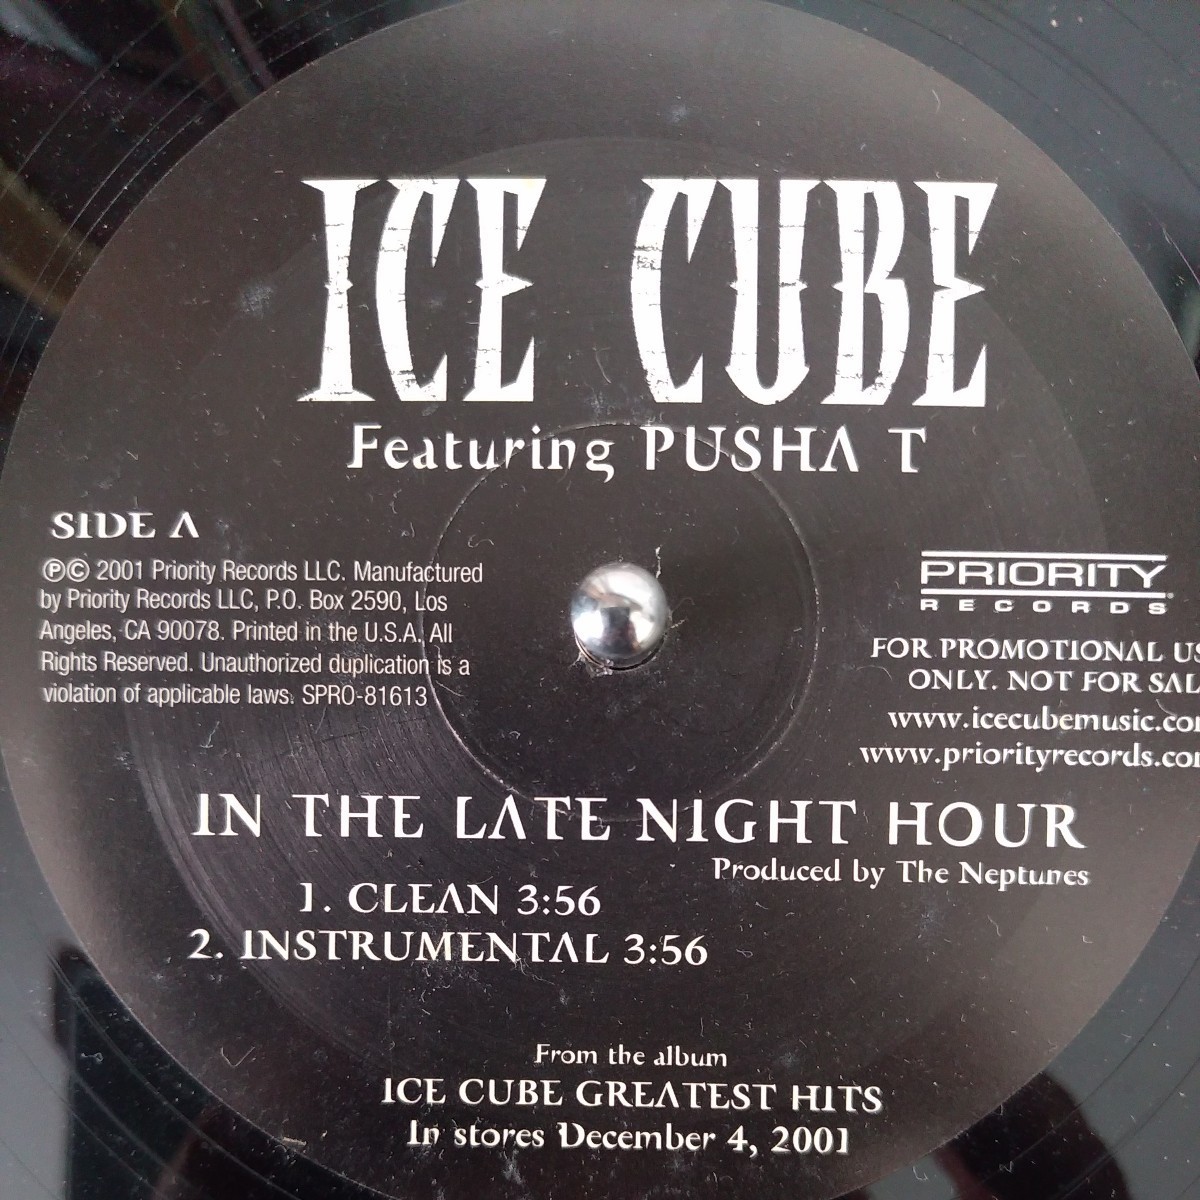 ICE CUBE
Featuring PUSHA T
SIDE A
℗© 2001 Priority Records LLC. Manufactured
by Priority Records LLC, P.O. Box 2590, Los
Angeles, CA 90078. Printed in the U.S.A. All
Rights Reserved. Unauthorized duplication is a
violation of applicable laws. SPRO-81613
PRIORITY
RECORDS
FOR PROMOTIONAL US
ONLY. NOT FOR SAL
www.icecubemusic.co
www.priorityrecords.co
IN THE LATE NIGHT HOUR
Produced by The Neptunes
1. CLEAN 3:56
2. INSTRUMENTAL 3:56
From the album
ICE CUBE GREATEST HITS
In stores December 4, 2001